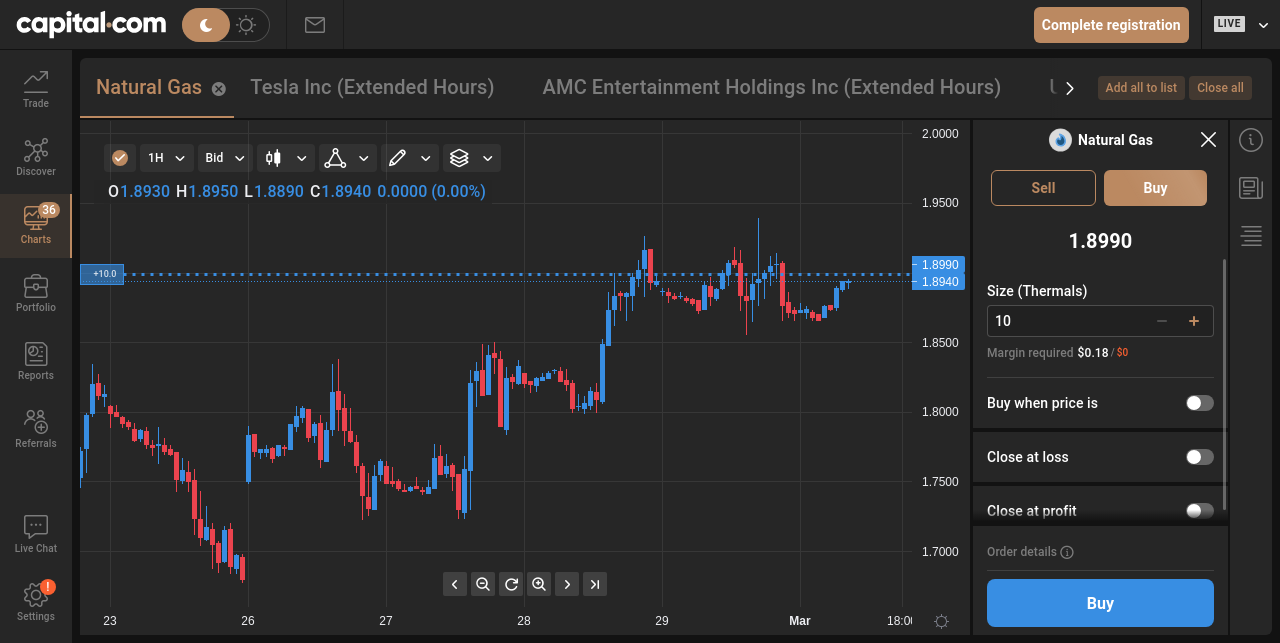 capital.com
Complete registration
LIVE
Trade
Discover
36
Charts
Portfolio
Reports
Referrals
Live Chat
!
Settings
Natural Gas
Tesla Inc (Extended Hours)
AMC Entertainment Holdings Inc (Extended Hours)
Add all to list
Close all
1H
Bid
O1.8930 H1.8950 L1.8890 C1.8940 0.0000 (0.00%)
+10.0
2.0000
1.9500
1.8990
1.8940
1.8500
1.8000
1.7500
1.7000
23
26
27
28
29
Mar
18:00
Natural Gas
Sell
Buy
1.8990
Size (Thermals)
10
Margin required $0.18 / $0
Buy when price is
Close at loss
Close at profit
Order details
Buy